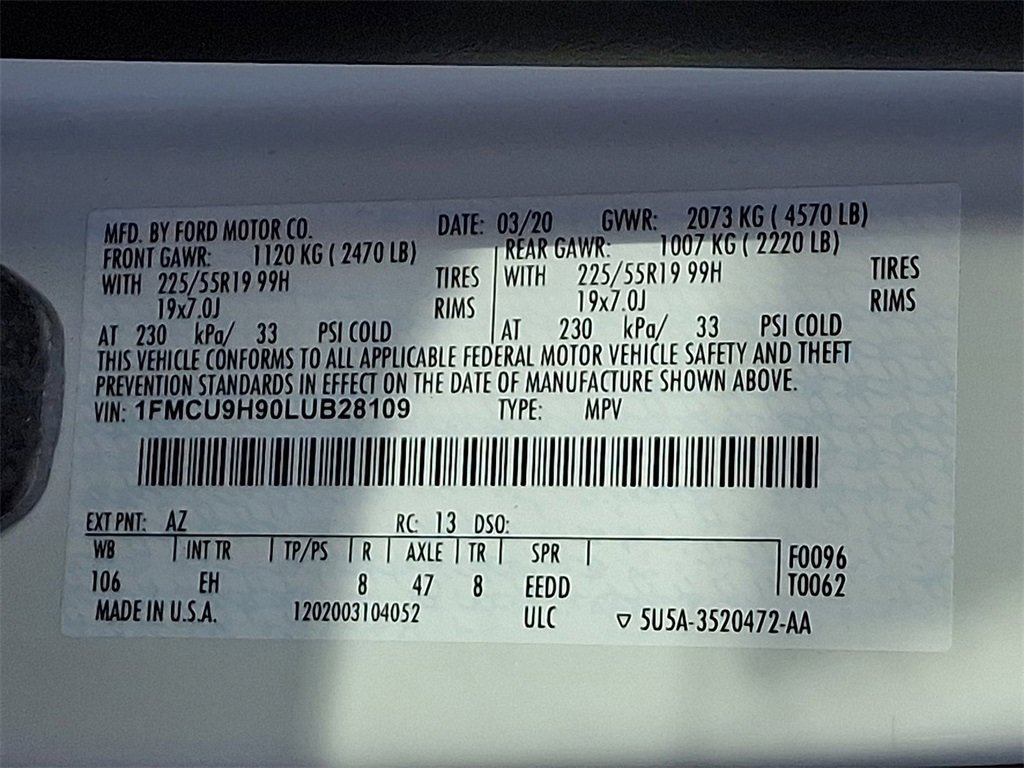 MFD. BY FORD MOTOR CO. DATE: 03/20 GVWR: 2073 KG ( 4570 LB)
FRONT GAWR: 1120 KG ( 2470 LB) REAR GAWR: 1007 KG ( 2220 LB)
WITH 225/55R19 99H TIRES WITH 225/55R19 99H TIRES
19x7.0J RIMS 19x7.0J RIMS
AT 230 kPa/ 33 PSI COLD AT 230 kPa/ 33 PSI COLD
THIS VEHICLE CONFORMS TO ALL APPLICABLE FEDERAL MOTOR VEHICLE SAFETY AND THEFT
PREVENTION STANDARDS IN EFFECT ON THE DATE OF MANUFACTURE SHOWN ABOVE.
VIN: 1FMCU9H90LUB28109 TYPE: MPV
EXT PNT: AZ RC: 13 DSO:
WB INT TR TP/PS R AXLE TR SPR F0096
106 EH 8 47 8 EEDD T0062
MADE IN U.S.A. 1202003104052 ULC ▽ 5U5A-3520472-AA